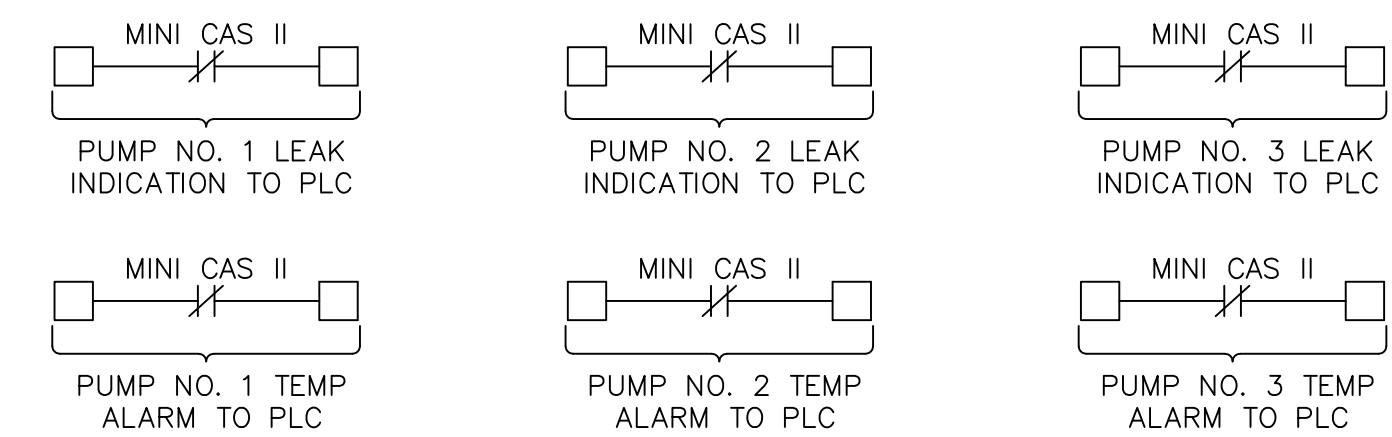 MINI CAS II
PUMP NO. 1 LEAK
INDICATION TO PLC
MINI CAS II
PUMP NO. 2 LEAK
INDICATION TO PLC
MINI CAS II
PUMP NO. 3 LEAK
INDICATION TO PLC
MINI CAS II
PUMP NO. 1 TEMP
ALARM TO PLC
MINI CAS II
PUMP NO. 2 TEMP
ALARM TO PLC
MINI CAS II
PUMP NO. 3 TEMP
ALARM TO PLC